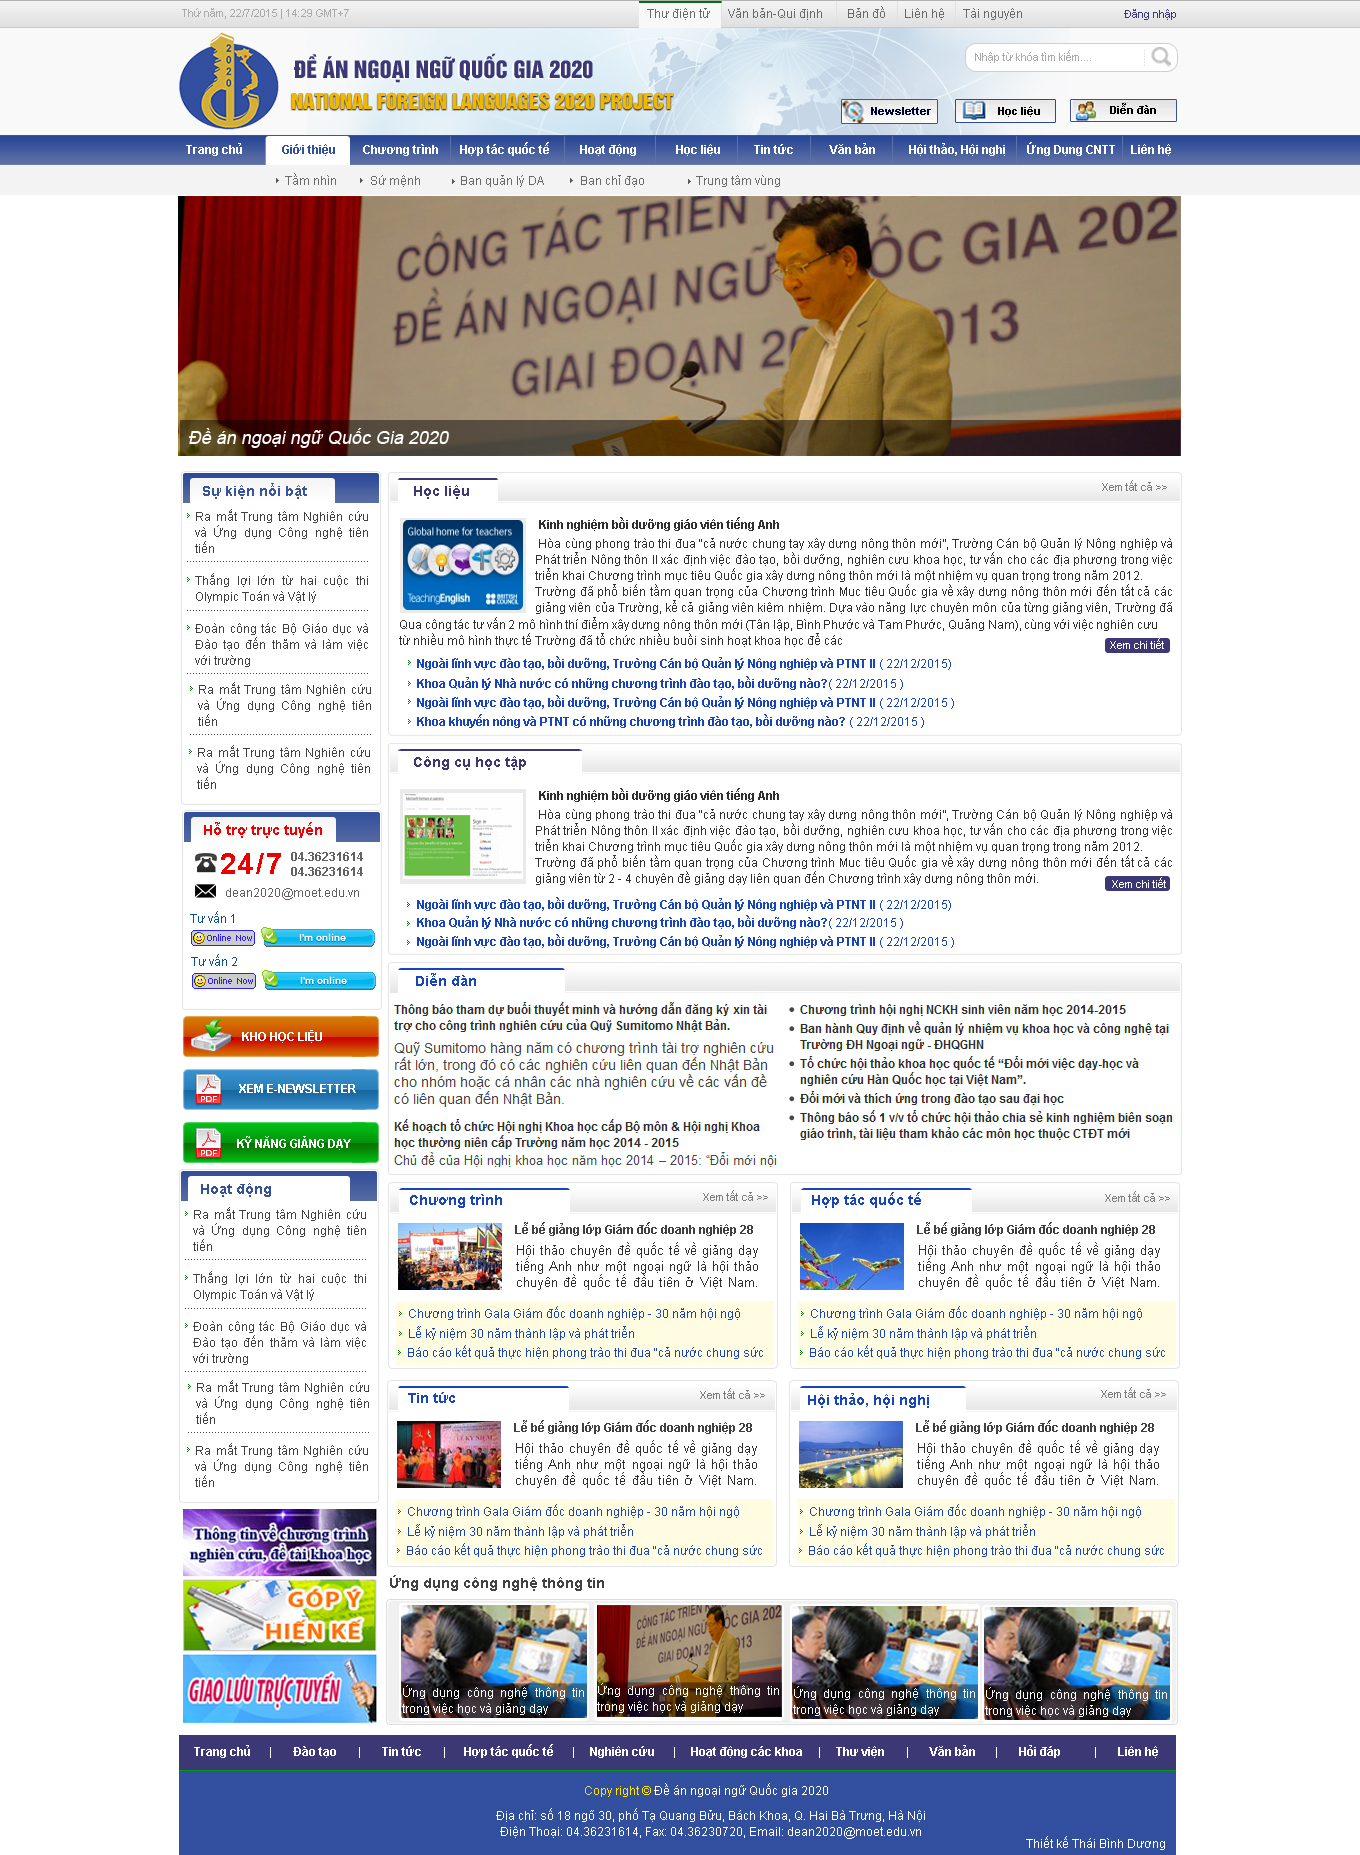 Thứ năm, 22/7/2015 | 14:29 GMT+7
Thư điện tử
Văn bản-Qui định
Bản đồ
Liên hệ
Tài nguyên
Đăng nhập
ĐỀ ÁN NGOẠI NGỮ QUỐC GIA 2020
NATIONAL FOREIGN LANGUAGES 2020 PROJECT
Nhập từ khóa tìm kiếm....
Newsletter
Học liệu
Diễn đàn
Trang chủ
Giới thiệu
Chương trình
Hợp tác quốc tế
Hoạt động
Học liệu
Tin tức
Văn bản
Hội thảo, Hội nghị
Ứng Dụng CNTT
Liên hệ
Tầm nhìn
Sứ mệnh
Ban quản lý DA
Ban chỉ đạo
Trung tâm vùng
CÔNG TÁC TRIỂN KHAI
ĐỀ ÁN NGOẠI NGỮ QUỐC GIA 202
GIAI ĐOẠN 2013
Đề án ngoại ngữ Quốc Gia 2020
Sự kiện nổi bật
Ra mắt Trung tâm Nghiên cứu
và Ứng dụng Công nghệ tiên
tiến
Thắng lợi lớn từ hai cuộc thi
Olympic Toán và Vật lý
Đoàn công tác Bộ Giáo dục và
Đào tạo đến thăm và làm việc
với trường
Ra mắt Trung tâm Nghiên cứu
và Ứng dụng Công nghệ tiên
tiến
Ra mắt Trung tâm Nghiên cứu
và Ứng dụng Công nghệ tiên
tiến
Hỗ trợ trực tuyến
24/7
04.36231614
04.36231614
dean2020@moet.edu.vn
Tư vấn 1
Online Now
I'm online
Tư vấn 2
Online Now
I'm online
KHO HỌC LIỆU
PDF
XEM E-NEWSLETTER
PDF
KỸ NĂNG GIẢNG DẠY
Hoạt động
Ra mắt Trung tâm Nghiên cứu
và Ứng dụng Công nghệ tiên
tiến
Thắng lợi lớn từ hai cuộc thi
Olympic Toán và Vật lý
Đoàn công tác Bộ Giáo dục và
Đào tạo đến thăm và làm việc
với trường
Ra mắt Trung tâm Nghiên cứu
và Ứng dụng Công nghệ tiên
tiến
Ra mắt Trung tâm Nghiên cứu
và Ứng dụng Công nghệ tiên
tiến
Thông tin về chương trình
nghiên cứu, đề tài khoa học
GÓP Ý
HIẾN KẾ
GIAO LƯU TRỰC TUYẾN
Học liệu
Xem tất cả >>
Global home for teachers
TeachingEnglish
BRITISH COUNCIL
Kinh nghiệm bồi dưỡng giáo viên tiếng Anh
Hòa cùng phong trào thi đua "cả nước chung tay xây dựng nông thôn mới", Trường Cán bộ Quản lý Nông nghiệp và
Phát triển Nông thôn II xác định việc đào tạo, bồi dưỡng, nghiên cưu khoa học, tư vấn cho các địa phương trong việc
triển khai Chương trình mục tiêu Quốc gia xây dựng nông thôn mới là một nhiệm vụ quan trọng trong năm 2012.
Trường đã phổ biến tầm quan trọng của Chương trình Mục tiêu Quốc gia về xây dựng nông thôn mới đến tất cả các
giảng viên của Trường, kể cả giảng viên kiêm nhiệm. Dựa vào năng lực chuyên môn của từng giảng viên, Trường đã
Qua công tác tư vấn 2 mô hình thí điểm xây dựng nông thôn mới (Tân lập, Bình Phước và Tam Phước, Quảng Nam), cùng với việc nghiên cưu
từ nhiều mô hình thực tế Trường đã tổ chức nhiều buổi sinh hoạt khoa học để các
Xem chi tiết
Ngoài lĩnh vực đào tạo, bồi dưỡng, Trường Cán bộ Quản lý Nông nghiệp và PTNT II ( 22/12/2015)
Khoa Quản lý Nhà nước có những chương trình đào tạo, bồi dưỡng nào?( 22/12/2015 )
Ngoài lĩnh vực đào tạo, bồi dưỡng, Trường Cán bộ Quản lý Nông nghiệp và PTNT II ( 22/12/2015 )
Khoa khuyến nông và PTNT có những chương trình đào tạo, bồi dưỡng nào? ( 22/12/2015 )
Công cụ học tập
Kinh nghiệm bồi dưỡng giáo viên tiếng Anh
Hòa cùng phong trào thi đua "cả nước chung tay xây dựng nông thôn mới", Trường Cán bộ Quản lý Nông nghiệp và
Phát triển Nông thôn II xác định việc đào tạo, bồi dưỡng, nghiên cưu khoa học, tư vấn cho các địa phương trong việc
triển khai Chương trình mục tiêu Quốc gia xây dựng nông thôn mới là một nhiệm vụ quan trọng trong năm 2012.
Trường đã phổ biến tầm quan trọng của Chương trình Mục tiêu Quốc gia về xây dựng nông thôn mới đến tất cả các
giảng viên từ 2 - 4 chuyên đề giảng dạy liên quan đến Chương trình xây dựng nông thôn mới.
Xem chi tiết
Ngoài lĩnh vực đào tạo, bồi dưỡng, Trường Cán bộ Quản lý Nông nghiệp và PTNT II ( 22/12/2015)
Khoa Quản lý Nhà nước có những chương trình đào tạo, bồi dưỡng nào?( 22/12/2015 )
Ngoài lĩnh vực đào tạo, bồi dưỡng, Trường Cán bộ Quản lý Nông nghiệp và PTNT II ( 22/12/2015 )
Diễn đàn
Thông báo tham dự buổi thuyết minh và hướng dẫn đăng ký xin tài
trợ cho công trình nghiên cứu của Quỹ Sumitomo Nhật Bản.
Quỹ Sumitomo hàng năm có chương trình tài trợ nghiên cứu
rất lớn, trong đó có các nghiên cứu liên quan đến Nhật Bản
cho nhóm hoặc cá nhân các nhà nghiên cứu về các vấn đề
có liên quan đến Nhật Bản.
Kế hoạch tổ chức Hội nghị Khoa học cấp Bộ môn & Hội nghị Khoa
học thường niên cấp Trường năm học 2014 - 2015
Chủ đề của Hội nghị khoa học năm học 2014 – 2015: “Đổi mới nội
Chương trình hội nghị NCKH sinh viên năm học 2014-2015
Ban hành Quy định về quản lý nhiệm vụ khoa học và công nghệ tại
Trường ĐH Ngoại ngữ - ĐHQGHN
Tổ chức hội thảo khoa học quốc tế “Đổi mới việc dạy-học và
nghiên cứu Hàn Quốc học tại Việt Nam”.
Đổi mới và thích ứng trong đào tạo sau đại học
Thông báo số 1 v/v tổ chức hội thảo chia sẻ kinh nghiệm biên soạn
giáo trình, tài liệu tham khảo các môn học thuộc CTĐT mới
Chương trình
Xem tất cả >>
Lễ bế giảng lớp Giám đốc doanh nghiệp 28
Hội thảo chuyên đề quốc tế về giảng dạy
tiếng Anh như một ngoại ngữ là hội thảo
chuyên đề quốc tế đầu tiên ở Việt Nam.
Chương trình Gala Giám đốc doanh nghiệp - 30 năm hội ngộ
Lễ kỷ niệm 30 năm thành lập và phát triển
Báo cáo kết quả thực hiện phong trào thi đua "cả nước chung sức
Hợp tác quốc tế
Xem tất cả >>
Lễ bế giảng lớp Giám đốc doanh nghiệp 28
Hội thảo chuyên đề quốc tế về giảng dạy
tiếng Anh như một ngoại ngữ là hội thảo
chuyên đề quốc tế đầu tiên ở Việt Nam.
Chương trình Gala Giám đốc doanh nghiệp - 30 năm hội ngộ
Lễ kỷ niệm 30 năm thành lập và phát triển
Báo cáo kết quả thực hiện phong trào thi đua "cả nước chung sức
Tin tức
Xem tất cả >>
LỄ KỶ NIỆM
Lễ bế giảng lớp Giám đốc doanh nghiệp 28
Hội thảo chuyên đề quốc tế về giảng dạy
tiếng Anh như một ngoại ngữ là hội thảo
chuyên đề quốc tế đầu tiên ở Việt Nam.
Chương trình Gala Giám đốc doanh nghiệp - 30 năm hội ngộ
Lễ kỷ niệm 30 năm thành lập và phát triển
Báo cáo kết quả thực hiện phong trào thi đua "cả nước chung sức
Hội thảo, hội nghị
Xem tất cả >>
Lễ bế giảng lớp Giám đốc doanh nghiệp 28
Hội thảo chuyên đề quốc tế về giảng dạy
tiếng Anh như một ngoại ngữ là hội thảo
chuyên đề quốc tế đầu tiên ở Việt Nam.
Chương trình Gala Giám đốc doanh nghiệp - 30 năm hội ngộ
Lễ kỷ niệm 30 năm thành lập và phát triển
Báo cáo kết quả thực hiện phong trào thi đua "cả nước chung sức
Ứng dụng công nghệ thông tin
Ứng dụng công nghệ thông tin
trong việc học và giảng dạy
CÔNG TÁC TRIỂN
ĐỀ ÁN NGOẠI NGỮ QUỐC GIA 202
GIAI ĐOẠN 2013
Ứng dụng công nghệ thông tin
trong việc học và giảng dạy
Ứng dụng công nghệ thông tin
trong việc học và giảng dạy
Ứng dụng công nghệ thông tin
trong việc học và giảng dạy
Trang chủ | Đào tạo | Tin tức | Hợp tác quốc tế | Nghiên cứu | Hoạt động các khoa | Thư viện | Văn bản | Hỏi đáp | Liên hệ
Copy right © Đề án ngoại ngữ Quốc gia 2020
Địa chỉ: số 18 ngõ 30, phố Tạ Quang Bửu, Bách Khoa, Q. Hai Bà Trưng, Hà Nội
Điện Thoại: 04.36231614, Fax: 04.36230720, Email: dean2020@moet.edu.vn
Thiết kế Thái Bình Dương